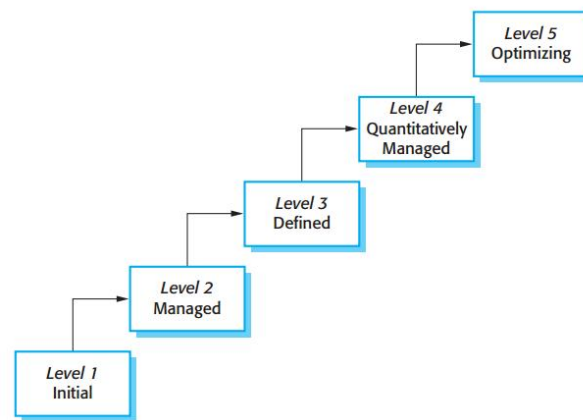 Level 5
Optimizing
Level 4
Quantitatively
Managed
Level 3
Defined
Level 2
Managed
Level 1
Initial